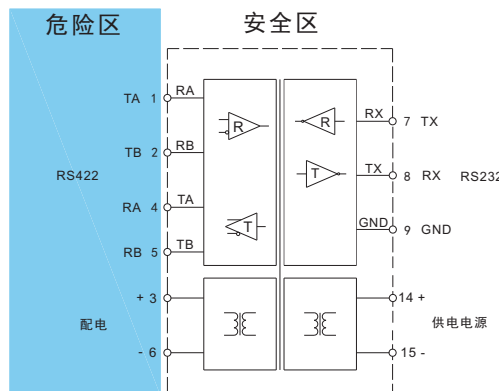 危险区 安全区
TA 1 RA
R R RX 7 TX
TB 2 RB
RS422 T TX 8 RX RS232
RA 4 TA
T GND 9 GND
RB 5 TB
+ 3 14 +
配电 供电电源
- 6 15 -